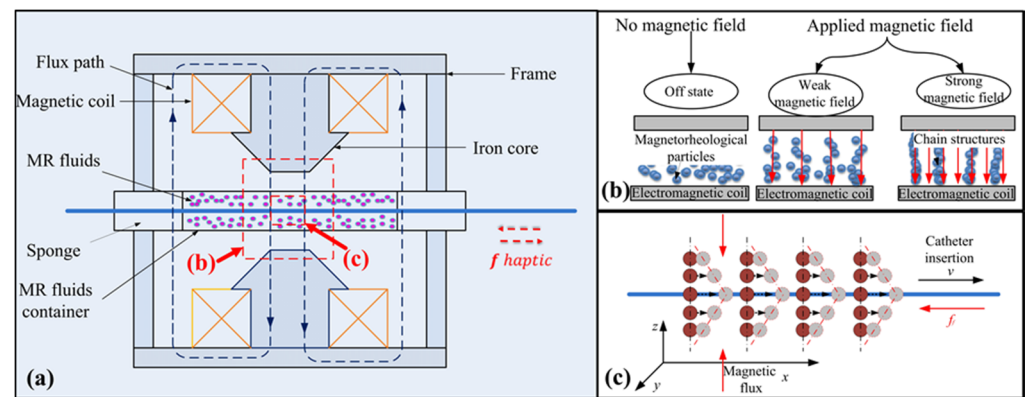 Flux path
Magnetic coil
MR fluids
Sponge
MR fluids
container
(a)
Frame
Iron core
(b)
(c)
f haptic
No magnetic field
Applied magnetic field
Off state
Weak
magnetic field
Strong
magnetic field
Magnetorheological
particles
Chain structures
(b)
Electromagnetic coil
Electromagnetic coil
Electromagnetic coil
Catheter
insertion
v
z
y
x
Magnetic
flux
(c)